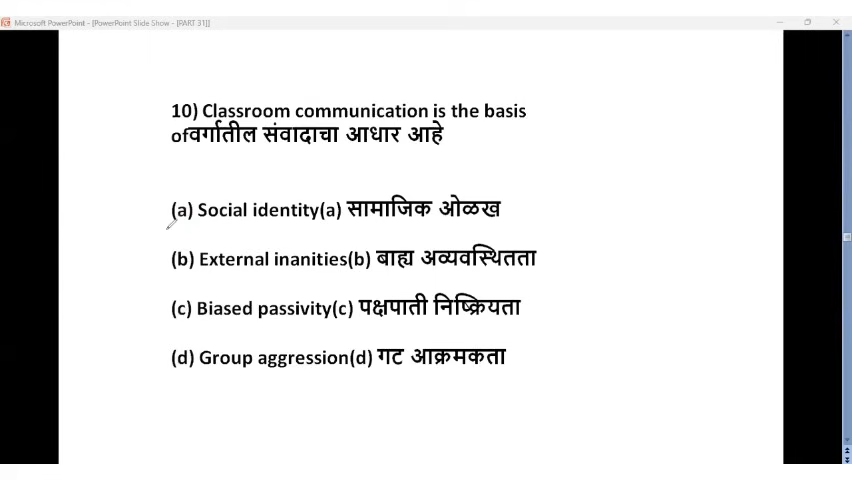 Microsoft PowerPoint - [PowerPoint Slide Show - [PART 31]]
10) Classroom communication is the basis
ofवर्गातील संवादाचा आधार आहे
(a) Social identity(a) सामाजिक ओळख
(b) External inanities(b) बाह्य अव्यवस्थितता
(c) Biased passivity(c) पक्षपाती निष्क्रियता
(d) Group aggression(d) गट आक्रमकता